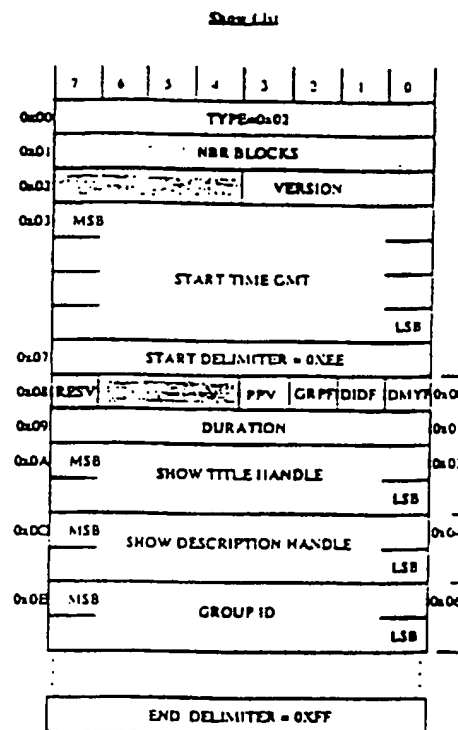 Show List
7 6 5 4 3 2 1 0
0x00 TYPE=0x02
0x01 NBR BLOCKS
0x02 VERSION
0x03 MSB
START TIME GMT
LSB
0x07 START DELIMITER = 0XEE
0x08 RESV PPV GRPF DIDF DMYF
0x09 DURATION
0x0A MSB
SHOW TITLE HANDLE
LSB
0x0C MSB
SHOW DESCRIPTION HANDLE
LSB
0x0E MSB
GROUP ID
LSB
END DELIMITER = 0XFF